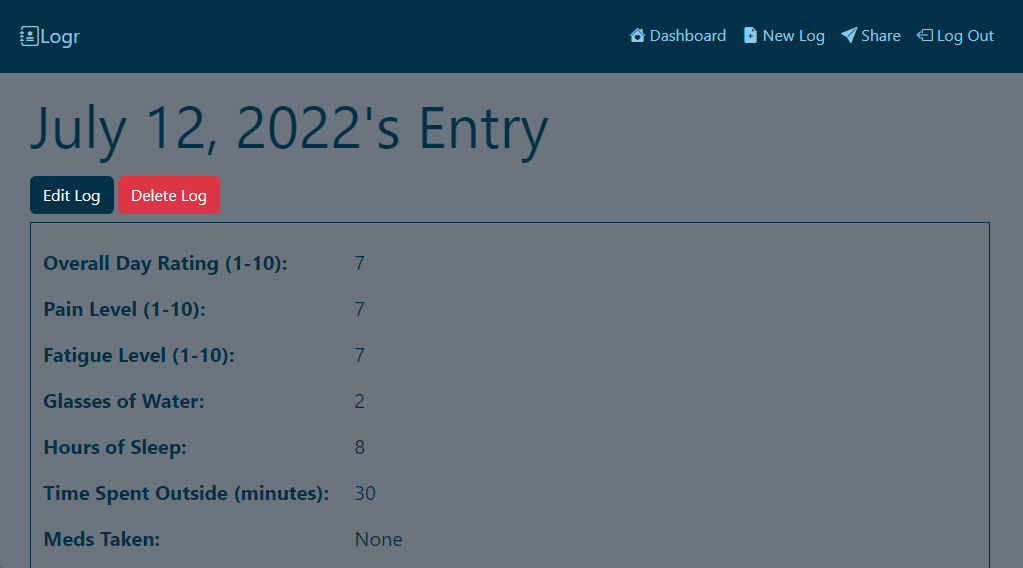 Logr
Dashboard New Log Share Log Out
July 12, 2022's Entry
Edit Log Delete Log
Overall Day Rating (1-10): 7
Pain Level (1-10): 7
Fatigue Level (1-10): 7
Glasses of Water: 2
Hours of Sleep: 8
Time Spent Outside (minutes): 30
Meds Taken: None